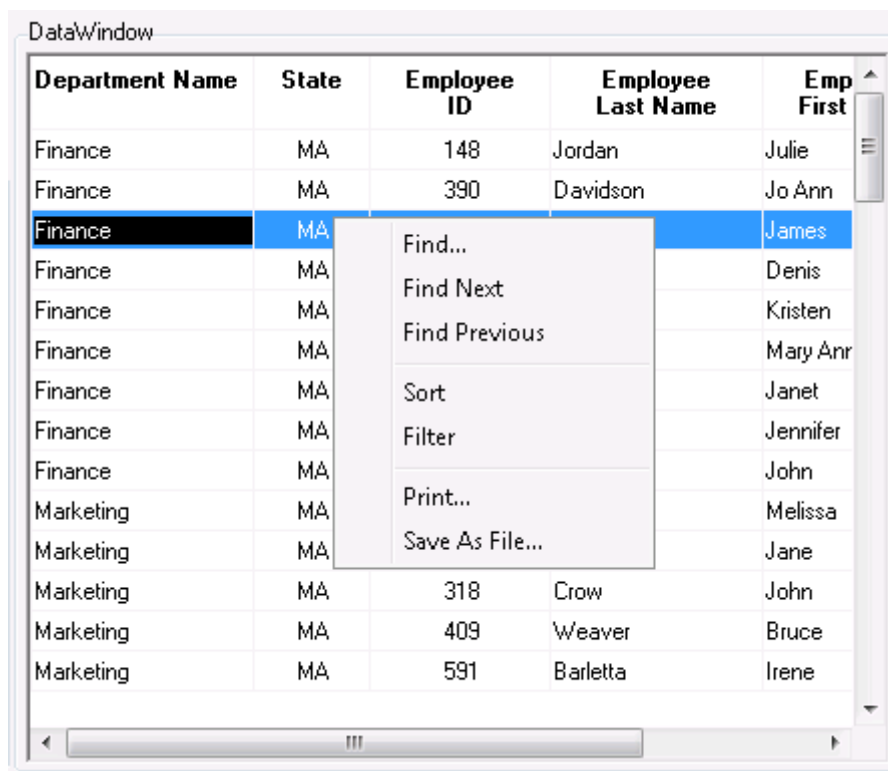 DataWindow
Department Name State Employee ID Employee Last Name Emp First
Finance MA 148 Jordan Julie
Finance MA 390 Davidson Jo Ann
Finance MA James
Finance MA Denis
Finance MA Kristen
Finance MA Mary Anr
Finance MA Janet
Finance MA Jennifer
Finance MA John
Marketing MA Melissa
Marketing MA Jane
Marketing MA 318 Crow John
Marketing MA 409 Weaver Bruce
Marketing MA 591 Barletta Irene
Find...
Find Next
Find Previous
Sort
Filter
Print...
Save As File...